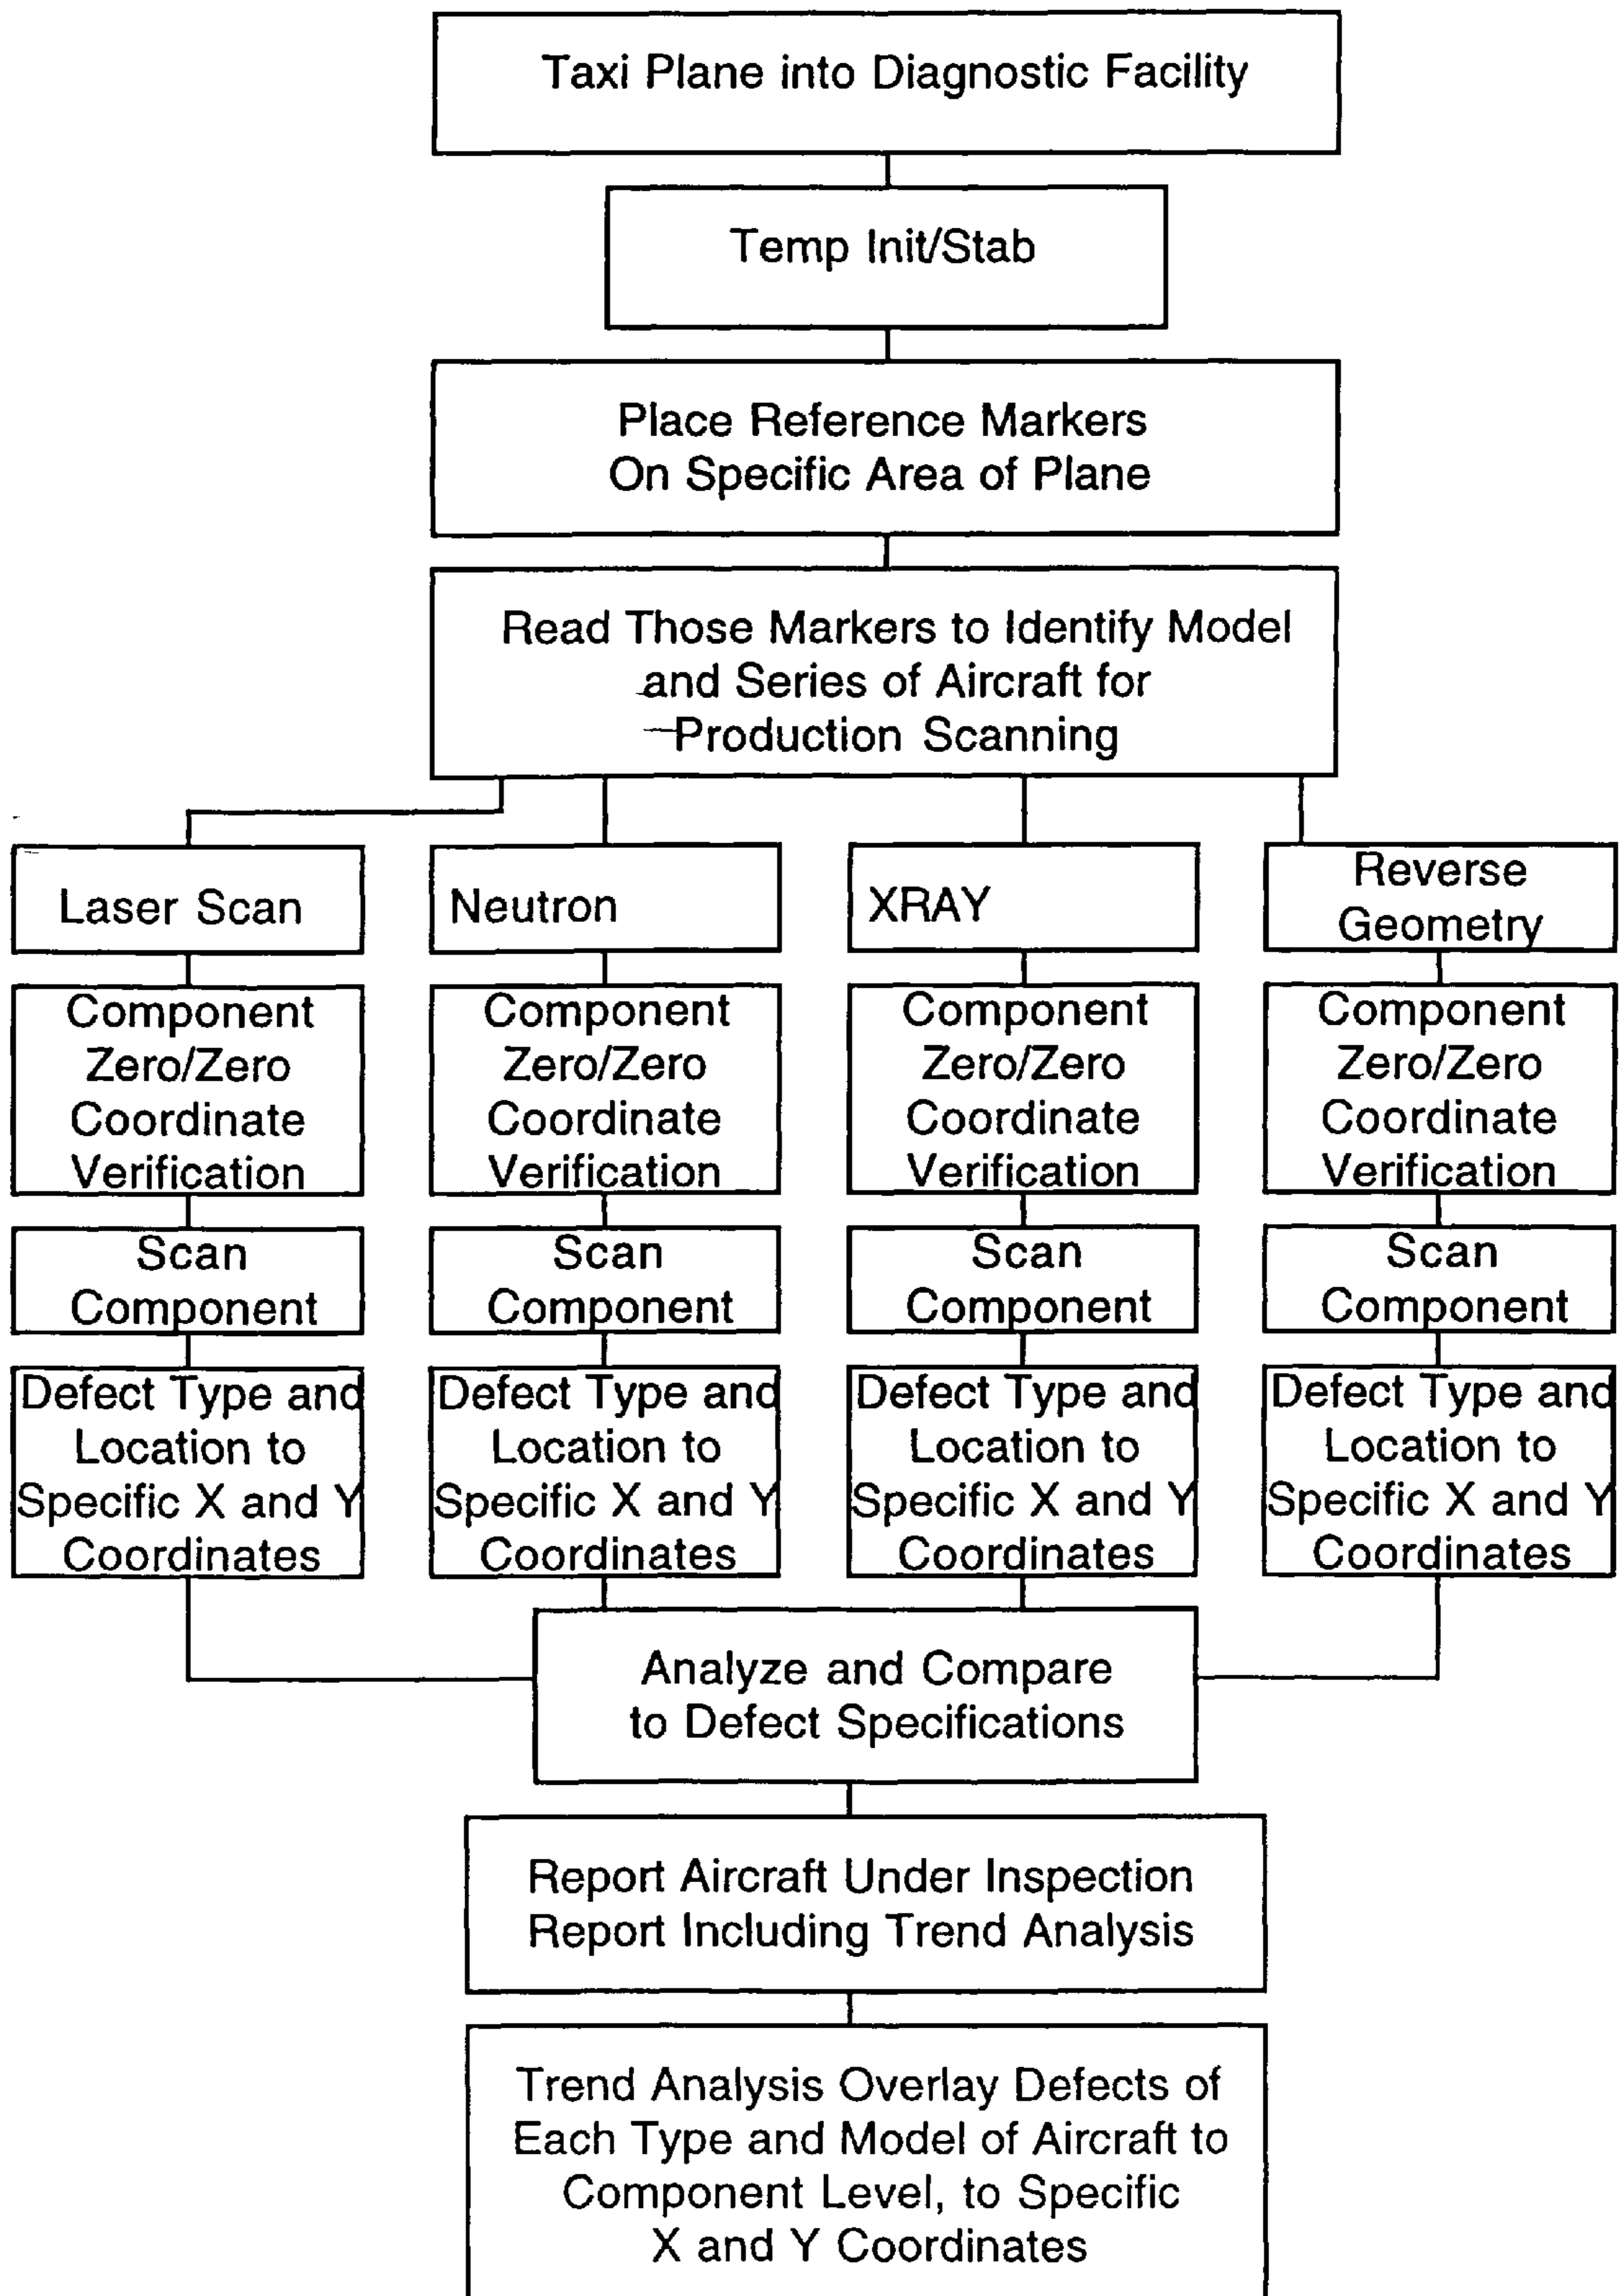 Taxi Plane into Diagnostic Facility
Temp Init/Stab
Place Reference Markers
On Specific Area of Plane
Read Those Markers to Identify Model
and Series of Aircraft for
Production Scanning
Laser Scan
Neutron
XRAY
Reverse
Geometry
Component
Zero/Zero
Coordinate
Verification
Component
Zero/Zero
Coordinate
Verification
Component
Zero/Zero
Coordinate
Verification
Component
Zero/Zero
Coordinate
Verification
Scan
Component
Scan
Component
Scan
Component
Scan
Component
Defect Type and
Location to
Specific X and Y
Coordinates
Defect Type and
Location to
Specific X and Y
Coordinates
Defect Type and
Location to
Specific X and Y
Coordinates
Defect Type and
Location to
Specific X and Y
Coordinates
Analyze and Compare
to Defect Specifications
Report Aircraft Under Inspection
Report Including Trend Analysis
Trend Analysis Overlay Defects of
Each Type and Model of Aircraft to
Component Level, to Specific
X and Y Coordinates